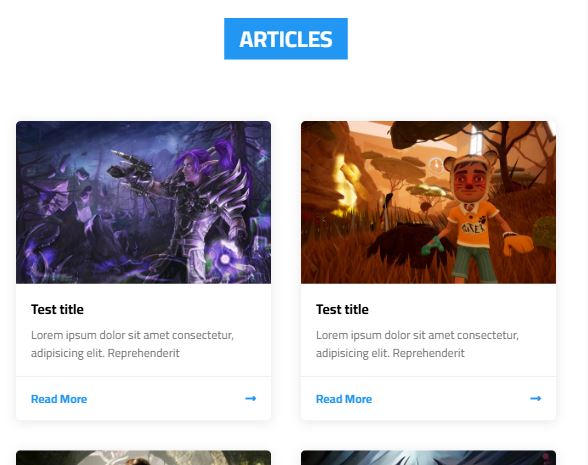 ARTICLES
Test title
Lorem ipsum dolor sit amet consectetur,
adipisicing elit. Reprehenderit
Read More →
Test title
Lorem ipsum dolor sit amet consectetur,
adipisicing elit. Reprehenderit
Read More →